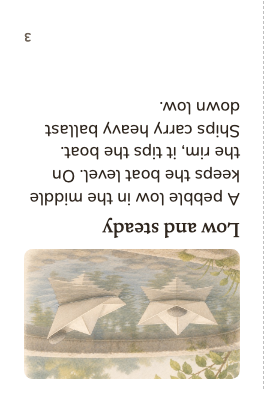 Low and steady
A pebble low in the middle
keeps the boat level. On
the rim, it tips the boat.
Ships carry heavy ballast
down low.
3